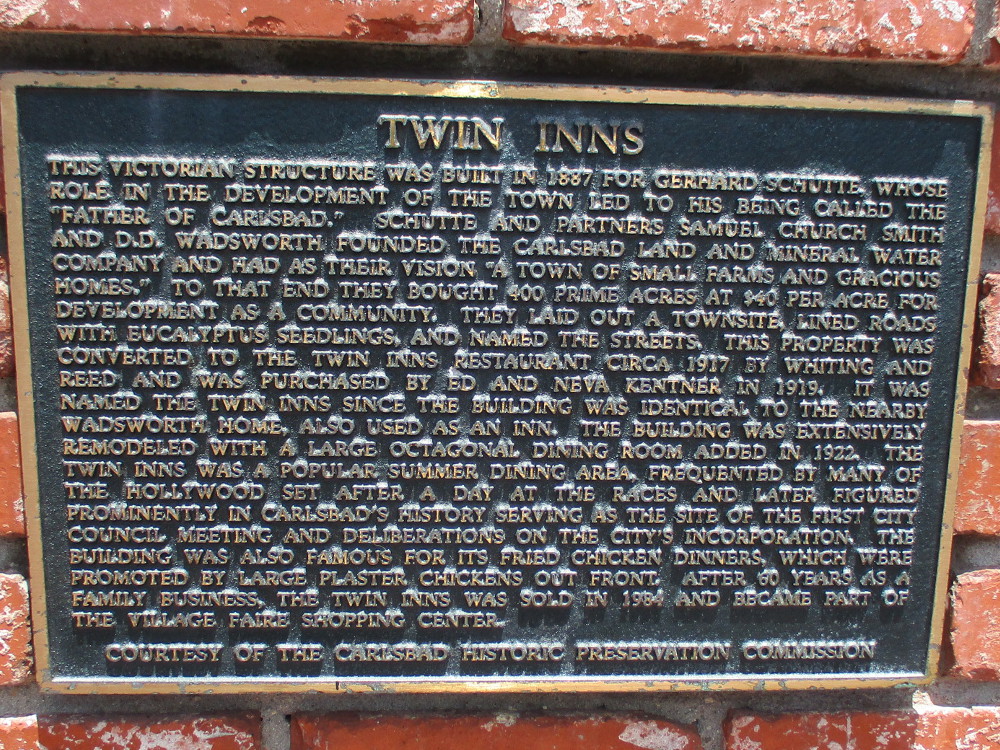 TWIN INNS
THIS VICTORIAN STRUCTURE WAS BUILT IN 1887 FOR GERHARD SCHUTTE, WHOSE
ROLE IN THE DEVELOPMENT OF THE TOWN LED TO HIS BEING CALLED THE
"FATHER OF CARLSBAD." SCHUTTE AND PARTNERS SAMUEL CHURCH SMITH
AND D.D. WADSWORTH FOUNDED THE CARLSBAD LAND AND MINERAL WATER
COMPANY AND HAD AS THEIR VISION "A TOWN OF SMALL FARMS AND GRACIOUS
HOMES." TO THAT END THEY BOUGHT 400 PRIME ACRES AT $40 PER ACRE FOR
DEVELOPMENT AS A COMMUNITY. THEY LAID OUT A TOWNSITE, LINED ROADS
WITH EUCALYPTUS SEEDLINGS, AND NAMED THE STREETS. THIS PROPERTY WAS
CONVERTED TO THE TWIN INNS RESTAURANT CIRCA 1917 BY WHITING AND
REED AND WAS PURCHASED BY ED AND NEVA KENTNER IN 1919. IT WAS
NAMED THE TWIN INNS SINCE THE BUILDING WAS IDENTICAL TO THE NEARBY
WADSWORTH HOME, ALSO USED AS AN INN. THE BUILDING WAS EXTENSIVELY
REMODELED WITH A LARGE OCTAGONAL DINING ROOM ADDED IN 1922. THE
TWIN INNS WAS A POPULAR SUMMER DINING AREA, FREQUENTED BY MANY OF
THE HOLLYWOOD SET AFTER A DAY AT THE RACES AND LATER FIGURED
PROMINENTLY IN CARLSBAD'S HISTORY SERVING AS THE SITE OF THE FIRST CITY
COUNCIL MEETING AND DELIBERATIONS ON THE CITY'S INCORPORATION. THE
BUILDING WAS ALSO FAMOUS FOR ITS FRIED CHICKEN DINNERS, WHICH WERE
PROMOTED BY LARGE PLASTER CHICKENS OUT FRONT. AFTER 60 YEARS AS A
FAMILY BUSINESS, THE TWIN INNS WAS SOLD IN 1984 AND BECAME PART OF
THE VILLAGE FAIRE SHOPPING CENTER.
COURTESY OF THE CARLSBAD HISTORIC PRESERVATION COMMISSION